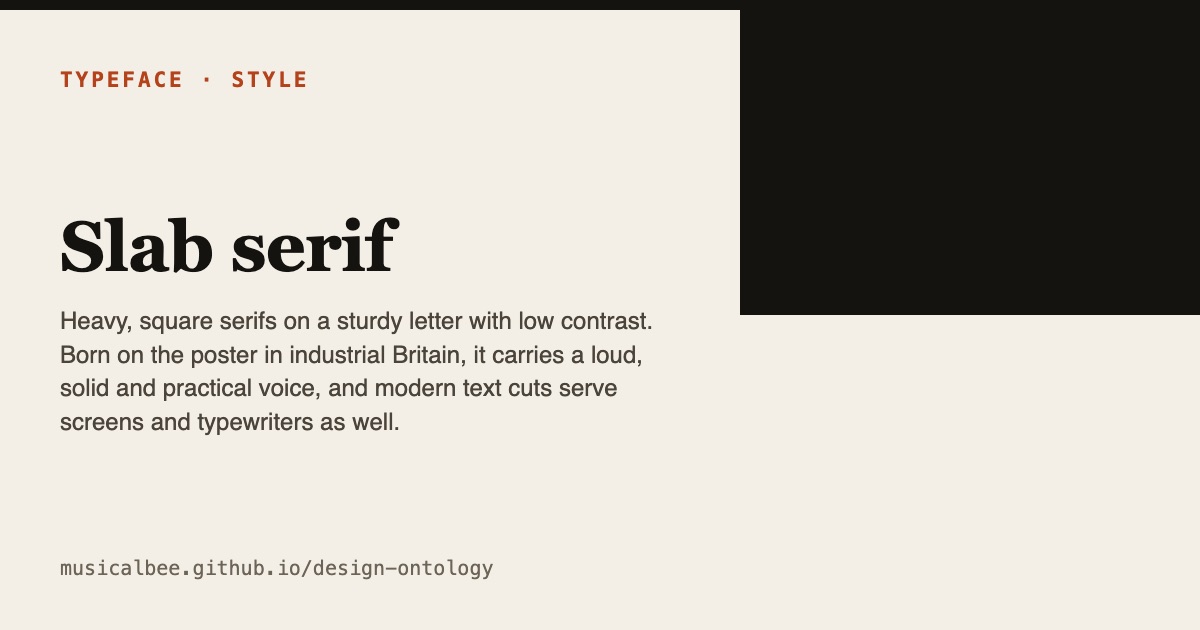 TYPEFACE · STYLE
Slab serif
Heavy, square serifs on a sturdy letter with low contrast.
Born on the poster in industrial Britain, it carries a loud,
solid and practical voice, and modern text cuts serve
screens and typewriters as well.
musicalbee.github.io/design-ontology